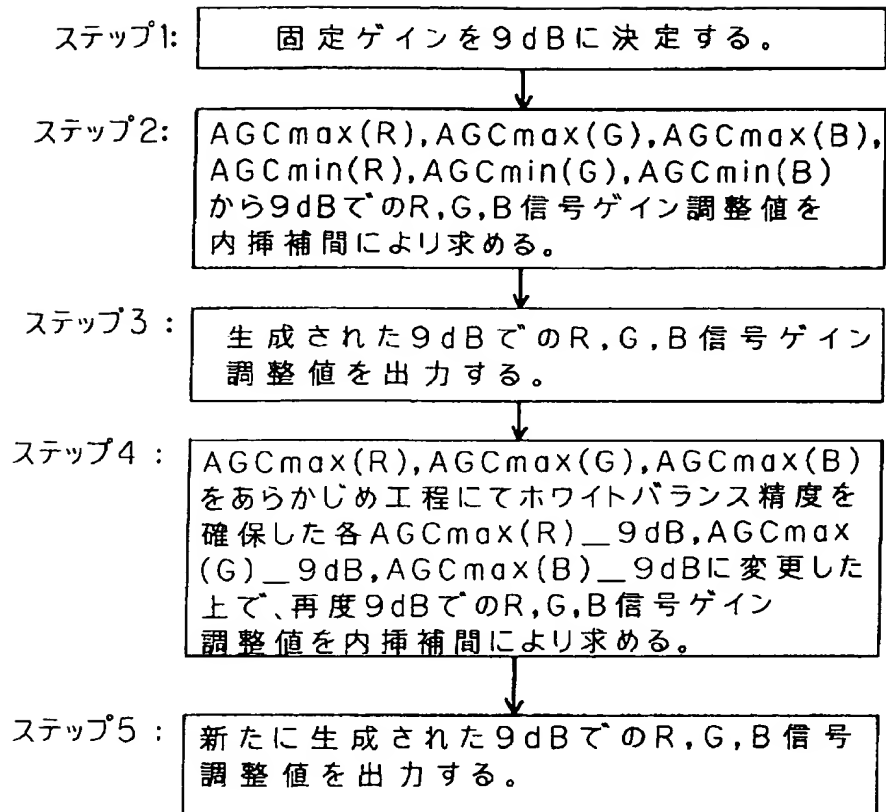 ステップ1: 固定ゲインを9dBに決定する。
ステップ2: AGCmax(R),AGCmax(G),AGCmax(B),
AGCmin(R),AGCmin(G),AGCmin(B)
から9dBでのR,G,B信号ゲイン調整値を
内挿補間により求める。
ステップ3: 生成された9dBでのR,G,B信号ゲイン
調整値を出力する。
ステップ4: AGCmax(R),AGCmax(G),AGCmax(B)
をあらかじめ工程にてホワイトバランス精度を
確保した各AGCmax(R)_9dB,AGCmax
(G)_9dB,AGCmax(B)_9dBに変更した
上で、再度9dBでのR,G,B信号ゲイン
調整値を内挿補間により求める。
ステップ5: 新たに生成された9dBでのR,G,B信号
調整値を出力する。